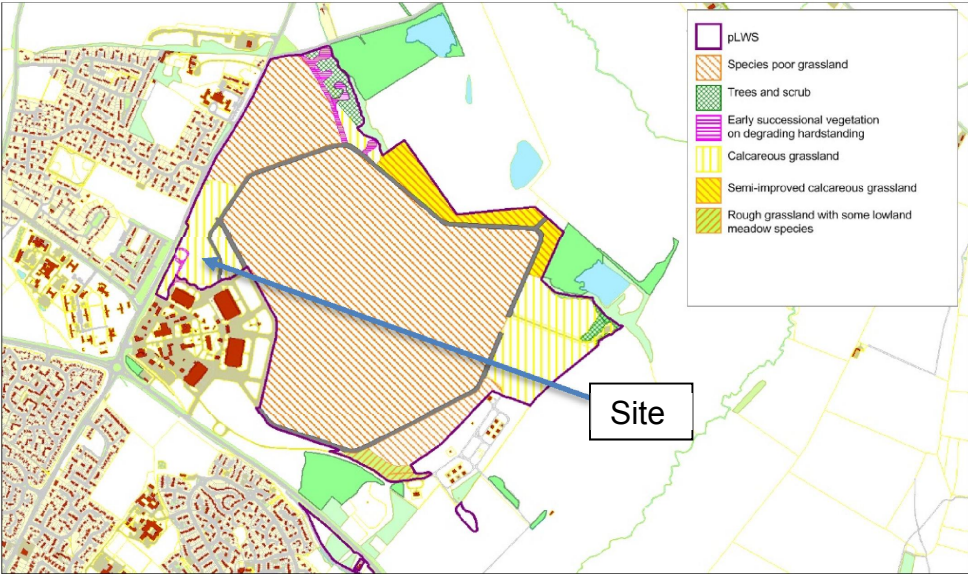 pLWS
Species poor grassland
Trees and scrub
Early successional vegetation
on degrading hardstanding
Calcareous grassland
Semi-improved calcareous grassland
Rough grassland with some lowland
meadow species
Site